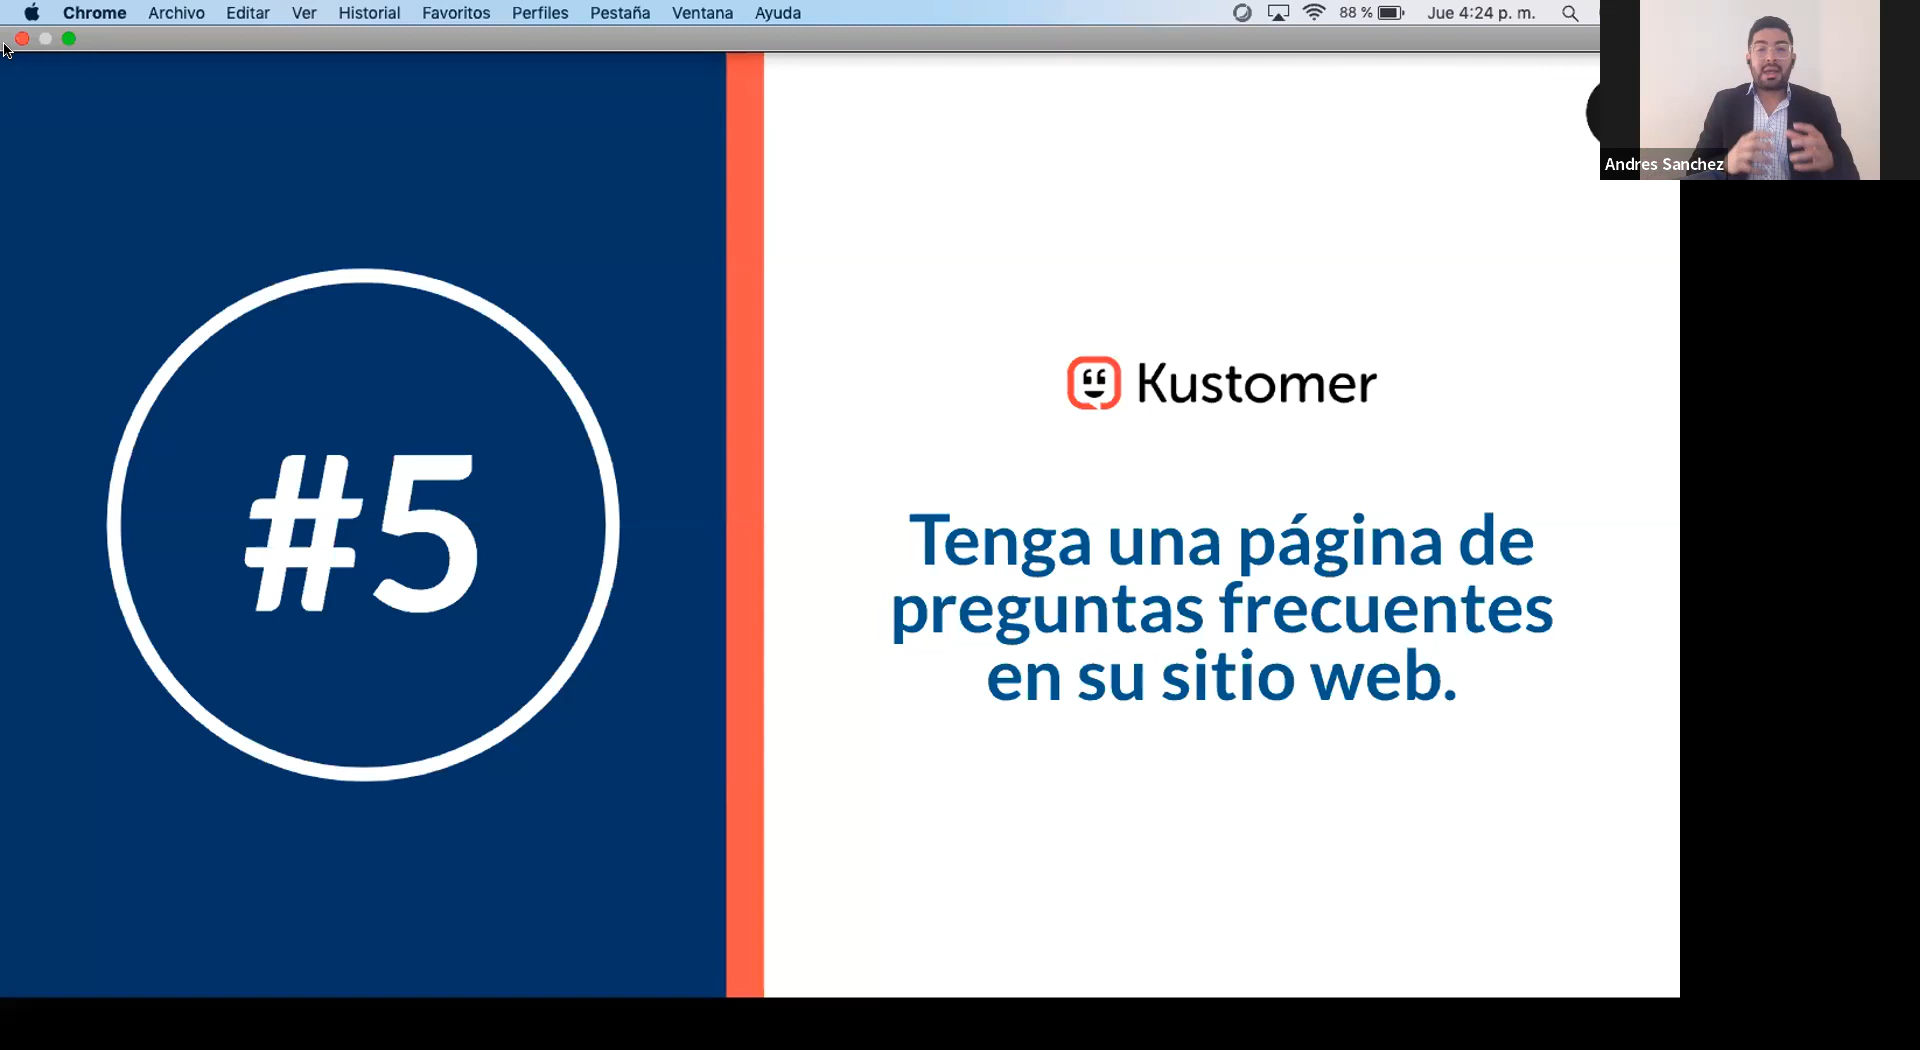 Chrome Archivo Editar Ver Historial Favoritos Perfiles Pestaña Ventana Ayuda 88 % Jue 4:24 p. m.
Andres Sanchez
#5
Kustomer
Tenga una página de
preguntas frecuentes
en su sitio web.